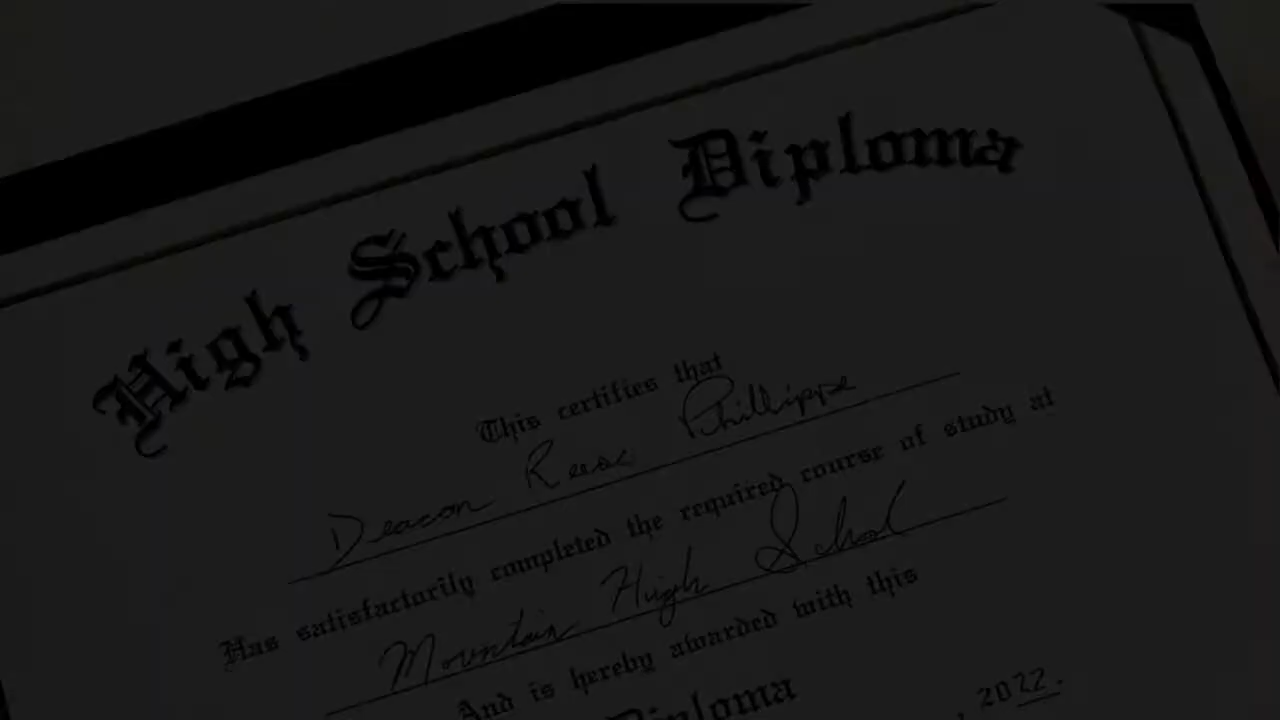 High School Diploma
This certifies that
Deacon Reese Phillippe
Has satisfactorily completed the required course of study at
Mountain High School
And is hereby awarded with this
Diploma
, 2022.